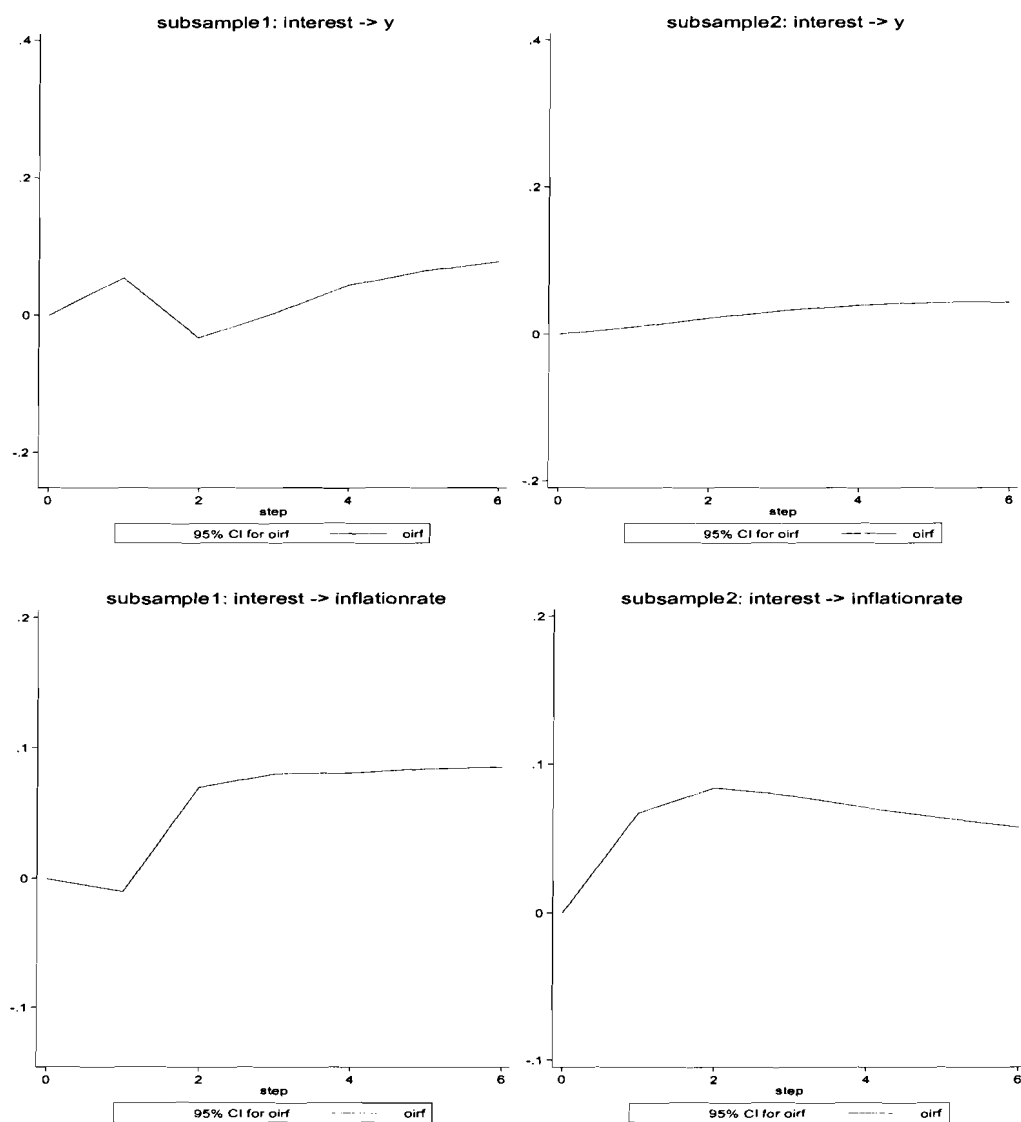 subsample1: interest -> y
.4
.2
0
-.2
0 2 4 6
step
95% CI for oirf oirf
subsample2: interest -> y
.4
.2
0
-.2
0 2 4 6
step
95% CI for oirf oirf
subsample1: interest -> inflationrate
.2
.1
0
-.1
0 2 4 6
step
95% CI for oirf oirf
subsample2: interest -> inflationrate
.2
.1
0
-.1
0 2 4 6
step
95% CI for oirf oirf